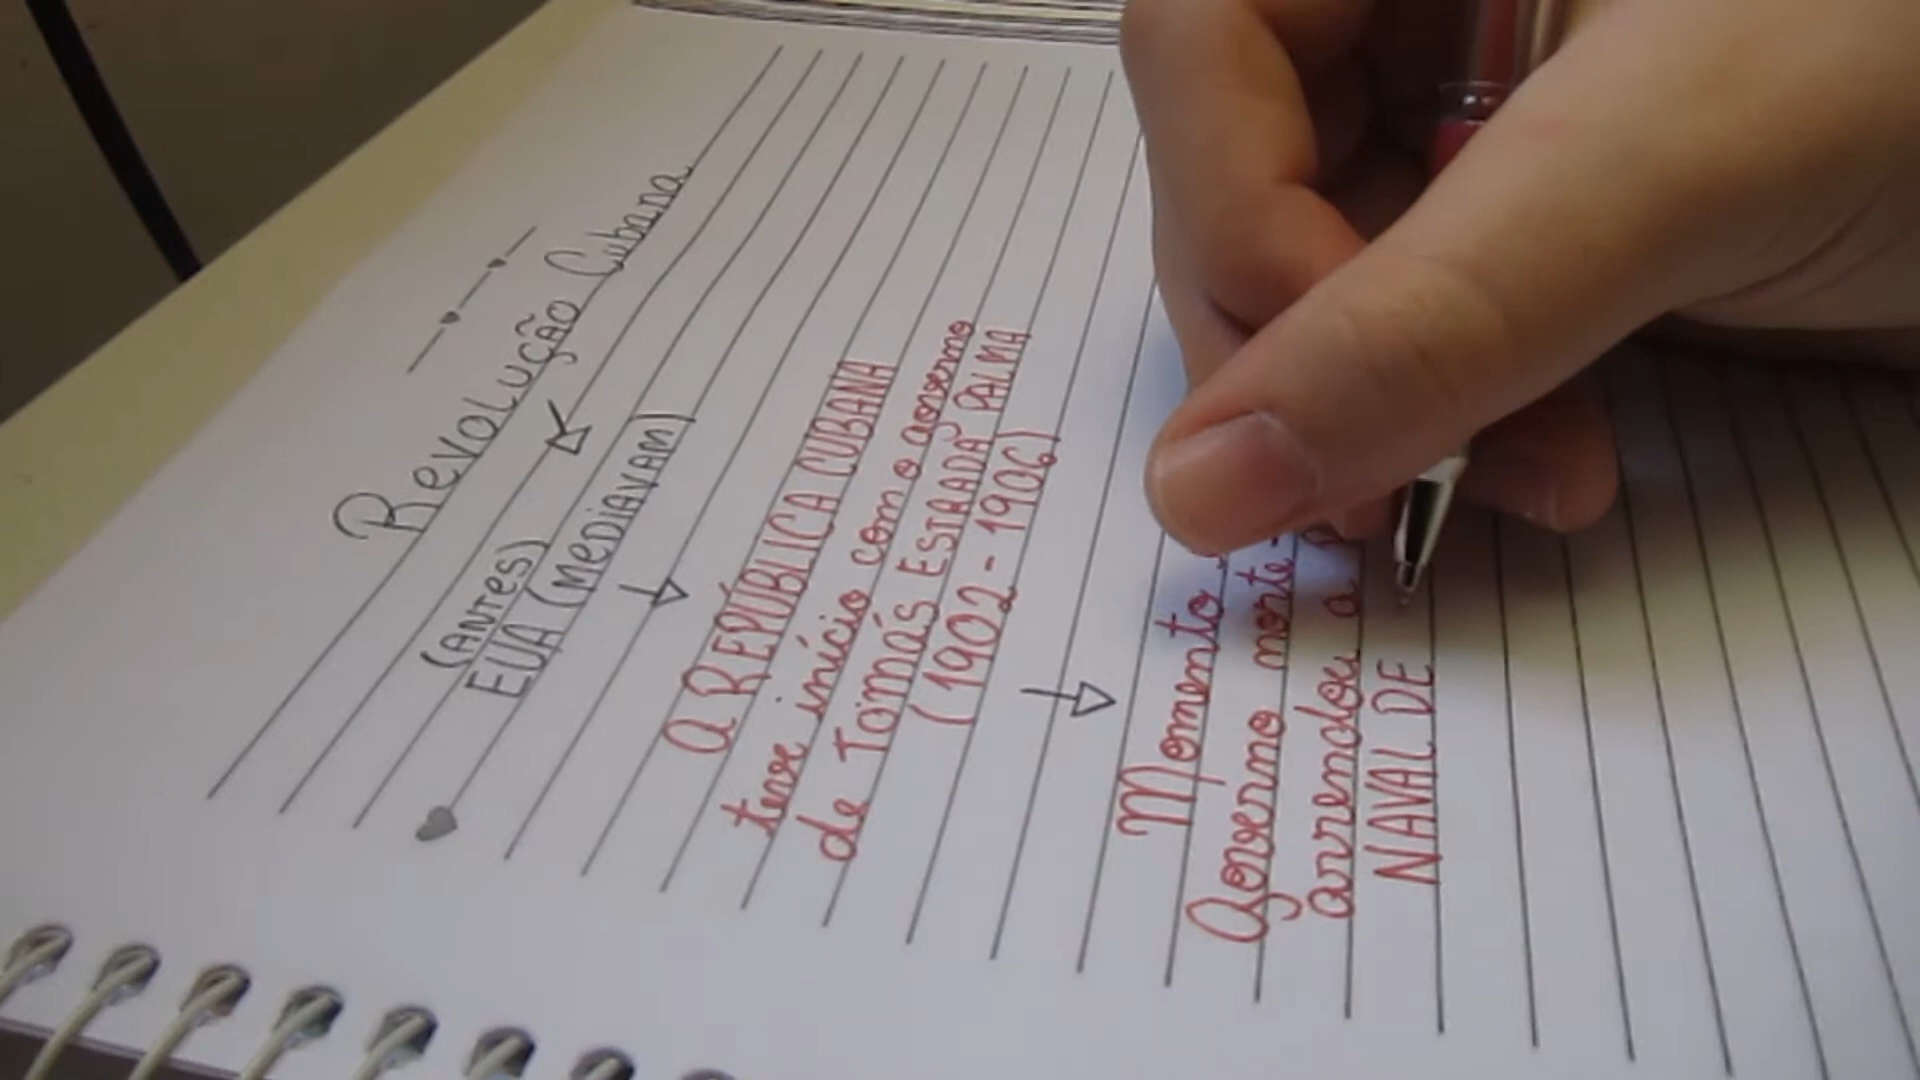 Revolução Cubana
(ANTES)
EUA (MEDIAVAM)
A REPÚBLICA CUBANA
teve início com o governo
de TOMÁS ESTRADA PALMA
(1902-1906)
Momento
Governo norte-
arrendou a
NAVAL DE